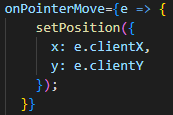 onPointerMove={e => {
    setPosition({
      x: e.clientX,
      y: e.clientY
    });
  }}